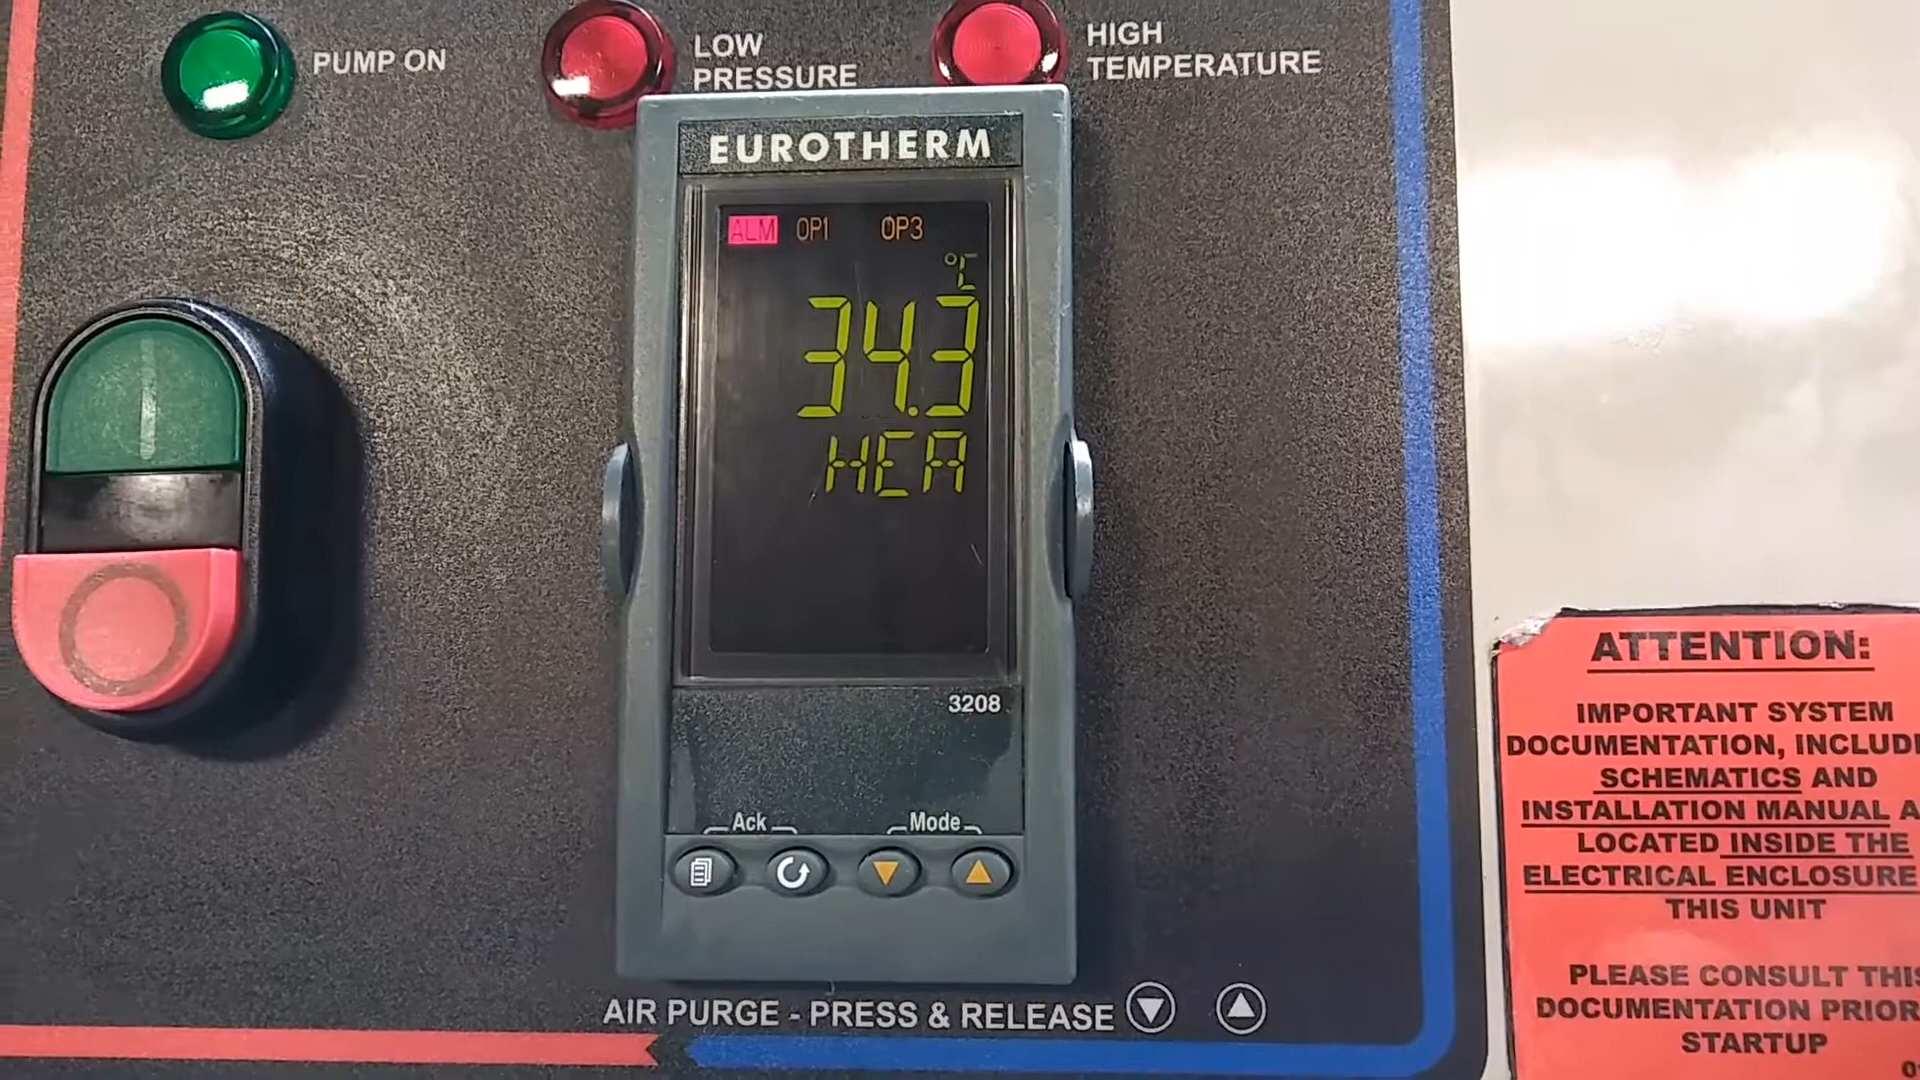 PUMP ON
LOW
PRESSURE
HIGH
TEMPERATURE
EUROTHERM
ALM OP1 OP3
°C
34.3
HEA
3208
Ack Mode
AIR PURGE - PRESS & RELEASE
ATTENTION:
IMPORTANT SYSTEM
DOCUMENTATION,
SCHEMATICS AND
INSTALLATION MANUAL
LOCATED INSIDE THE
ELECTRICAL ENCLOSURE
THIS UNIT
PLEASE CONSULT THIS
DOCUMENTATION PRIOR
STARTUP